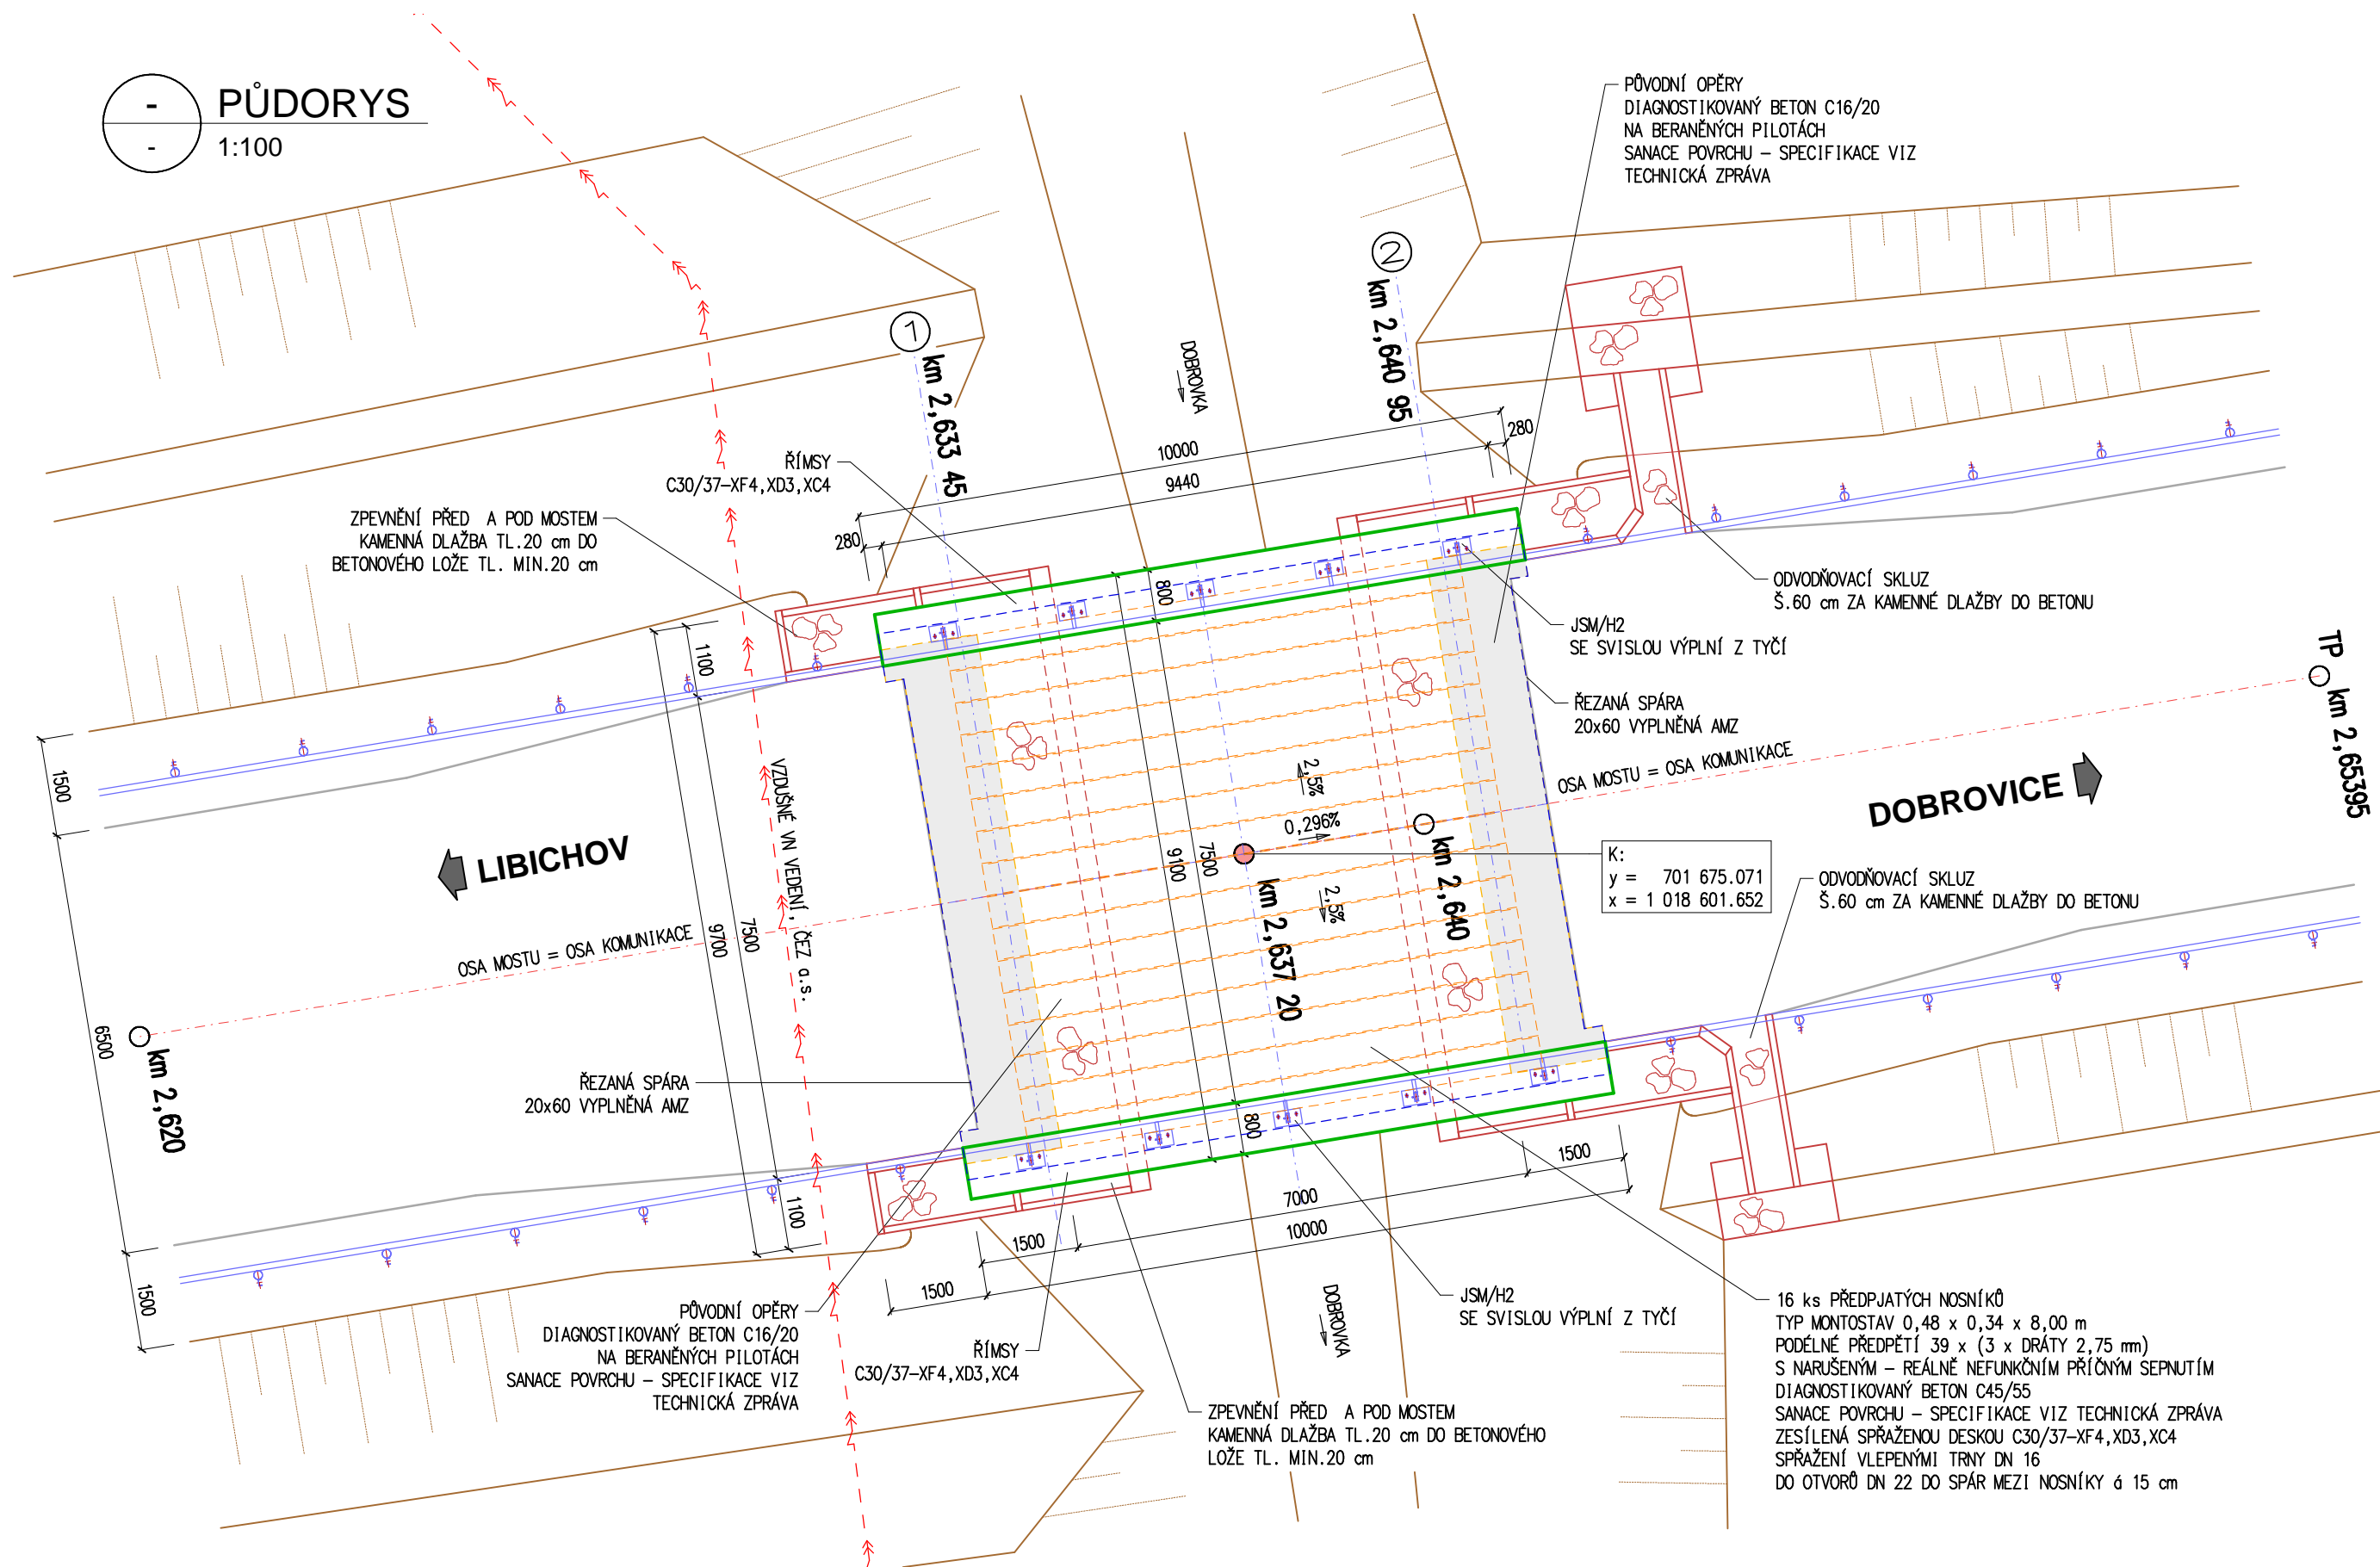 -
PŮDORYS
-
1:100
PŮVODNÍ OPĚRY
DIAGNOSTIKOVANÝ BETON C16/20
NA BERANĚNÝCH PILOTÁCH
SANACE POVRCHU – SPECIFIKACE VIZ
TECHNICKÁ ZPRÁVA
1
km 2,633 45
2
km 2,640 95
DOBROVKA
10000
9440
280
280
ŘÍMSY
C30/37–XF4,XD3,XC4
ZPEVNĚNÍ PŘED A POD MOSTEM
KAMENNÁ DLAŽBA TL.20 cm DO
BETONOVÉHO LOŽE TL. MIN.20 cm
800
ODVODŇOVACÍ SKLUZ
Š.60 cm ZA KAMENNÉ DLAŽBY DO BETONU
JSM/H2
SE SVISLOU VÝPLNÍ Z TYČÍ
ŘEZANÁ SPÁRA
20x60 VYPLNĚNÁ AMZ
TP
km 2,65395
1100
1500
VZDUŠNÉ VN VEDENÍ, ČEZ a.s.
OSA MOSTU = OSA KOMUNIKACE
DOBROVICE
2,5%
0,296%
LIBICHOV
7500
9100
km 2,640
K:
y = 701 675.071
x = 1 018 601.652
ODVODŇOVACÍ SKLUZ
Š.60 cm ZA KAMENNÉ DLAŽBY DO BETONU
2,5%
km 2,637 20
OSA MOSTU = OSA KOMUNIKACE
9700
7500
6500
km 2,620
ŘEZANÁ SPÁRA
20x60 VYPLNĚNÁ AMZ
800
1500
7000
10000
1100
1500
1500
1500
PŮVODNÍ OPĚRY
DIAGNOSTIKOVANÝ BETON C16/20
NA BERANĚNÝCH PILOTÁCH
SANACE POVRCHU – SPECIFIKACE VIZ
TECHNICKÁ ZPRÁVA
ŘÍMSY
C30/37–XF4,XD3,XC4
DOBROVKA
JSM/H2
SE SVISLOU VÝPLNÍ Z TYČÍ
ZPEVNĚNÍ PŘED A POD MOSTEM
KAMENNÁ DLAŽBA TL.20 cm DO BETONOVÉHO
LOŽE TL. MIN.20 cm
16 ks PŘEDPJATÝCH NOSNÍKŮ
TYP MONTOSTAV 0,48 x 0,34 x 8,00 m
PODÉLNÉ PŘEDPĚTÍ 39 x (3 x DRÁTY 2,75 mm)
S NARUŠENÝM – REÁLNĚ NEFUNKČNÍM PŘÍČNÝM SEPNUTÍM
DIAGNOSTIKOVANÝ BETON C45/55
SANACE POVRCHU – SPECIFIKACE VIZ TECHNICKÁ ZPRÁVA
ZESÍLENÁ SPŘAŽENOU DESKOU C30/37–XF4,XD3,XC4
SPŘAŽENÍ VLEPENÝMI TRNY DN 16
DO OTVORŮ DN 22 DO SPÁR MEZI NOSNÍKY á 15 cm